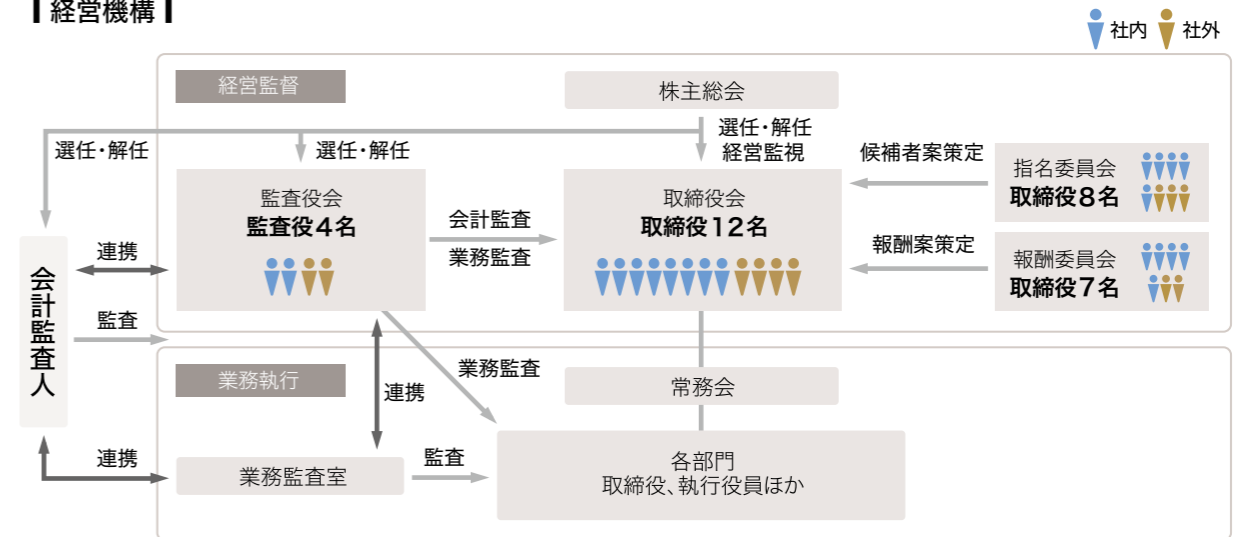 【経営機構】
社内 社外
経営監督
株主総会
選任・解任
選任・解任
選任・解任
経営監視
候補者案策定
指名委員会
取締役8名
監査役会
監査役4名
会計監査
業務監査
取締役会
取締役12名
報酬案策定
報酬委員会
取締役7名
連携
会計監査人
監査
業務執行
業務監査
連携
常務会
連携
業務監査室
監査
各部門
取締役、執行役員ほか